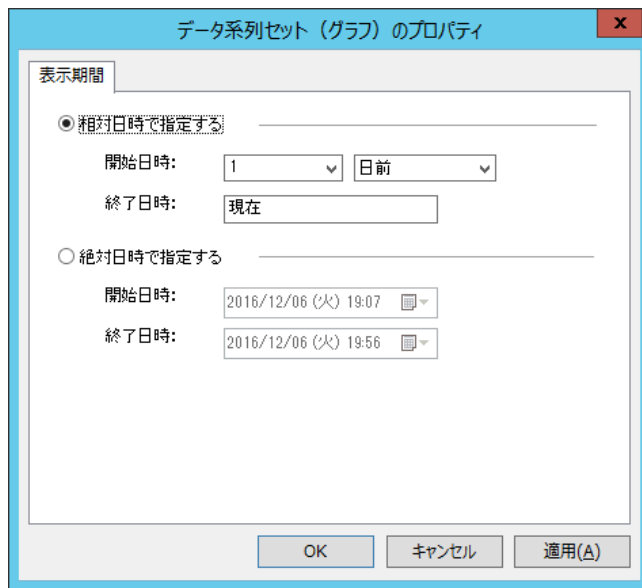 データ系列セット（グラフ）のプロパティ
x
表示期間
相対日時で指定する
開始日時: 1 日前
終了日時: 現在
絶対日時で指定する
開始日時: 2016/12/06 (火) 19:07
終了日時: 2016/12/06 (火) 19:56
OK キャンセル 適用(A)